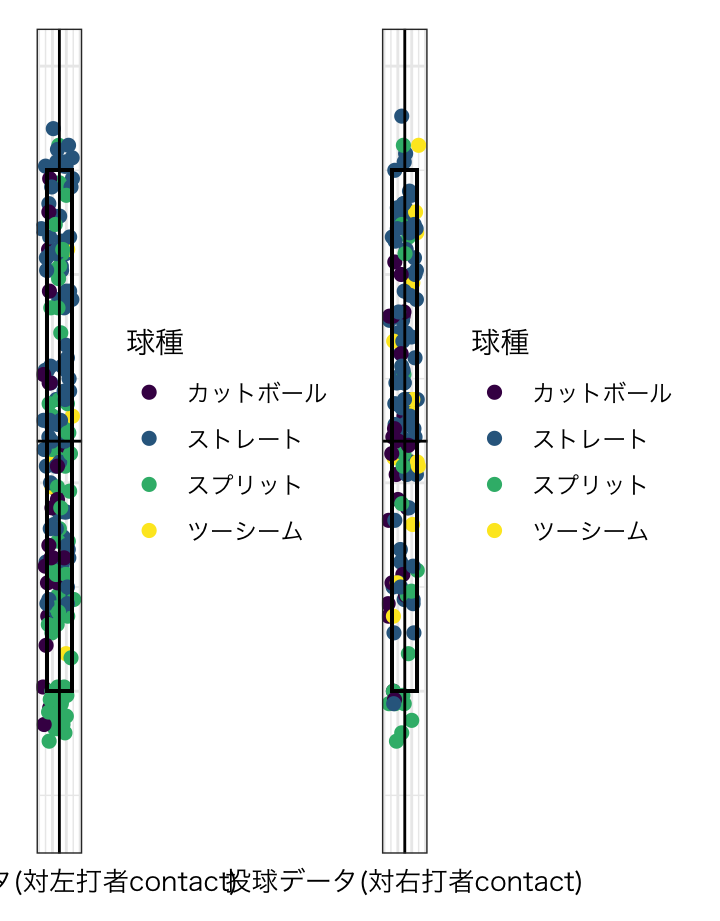 球種
カットボール
ストレート
スプリット
ツーシーム
球種
カットボール
ストレート
スプリット
ツーシーム
タ(対左打者contact)
投球データ(対右打者contact)